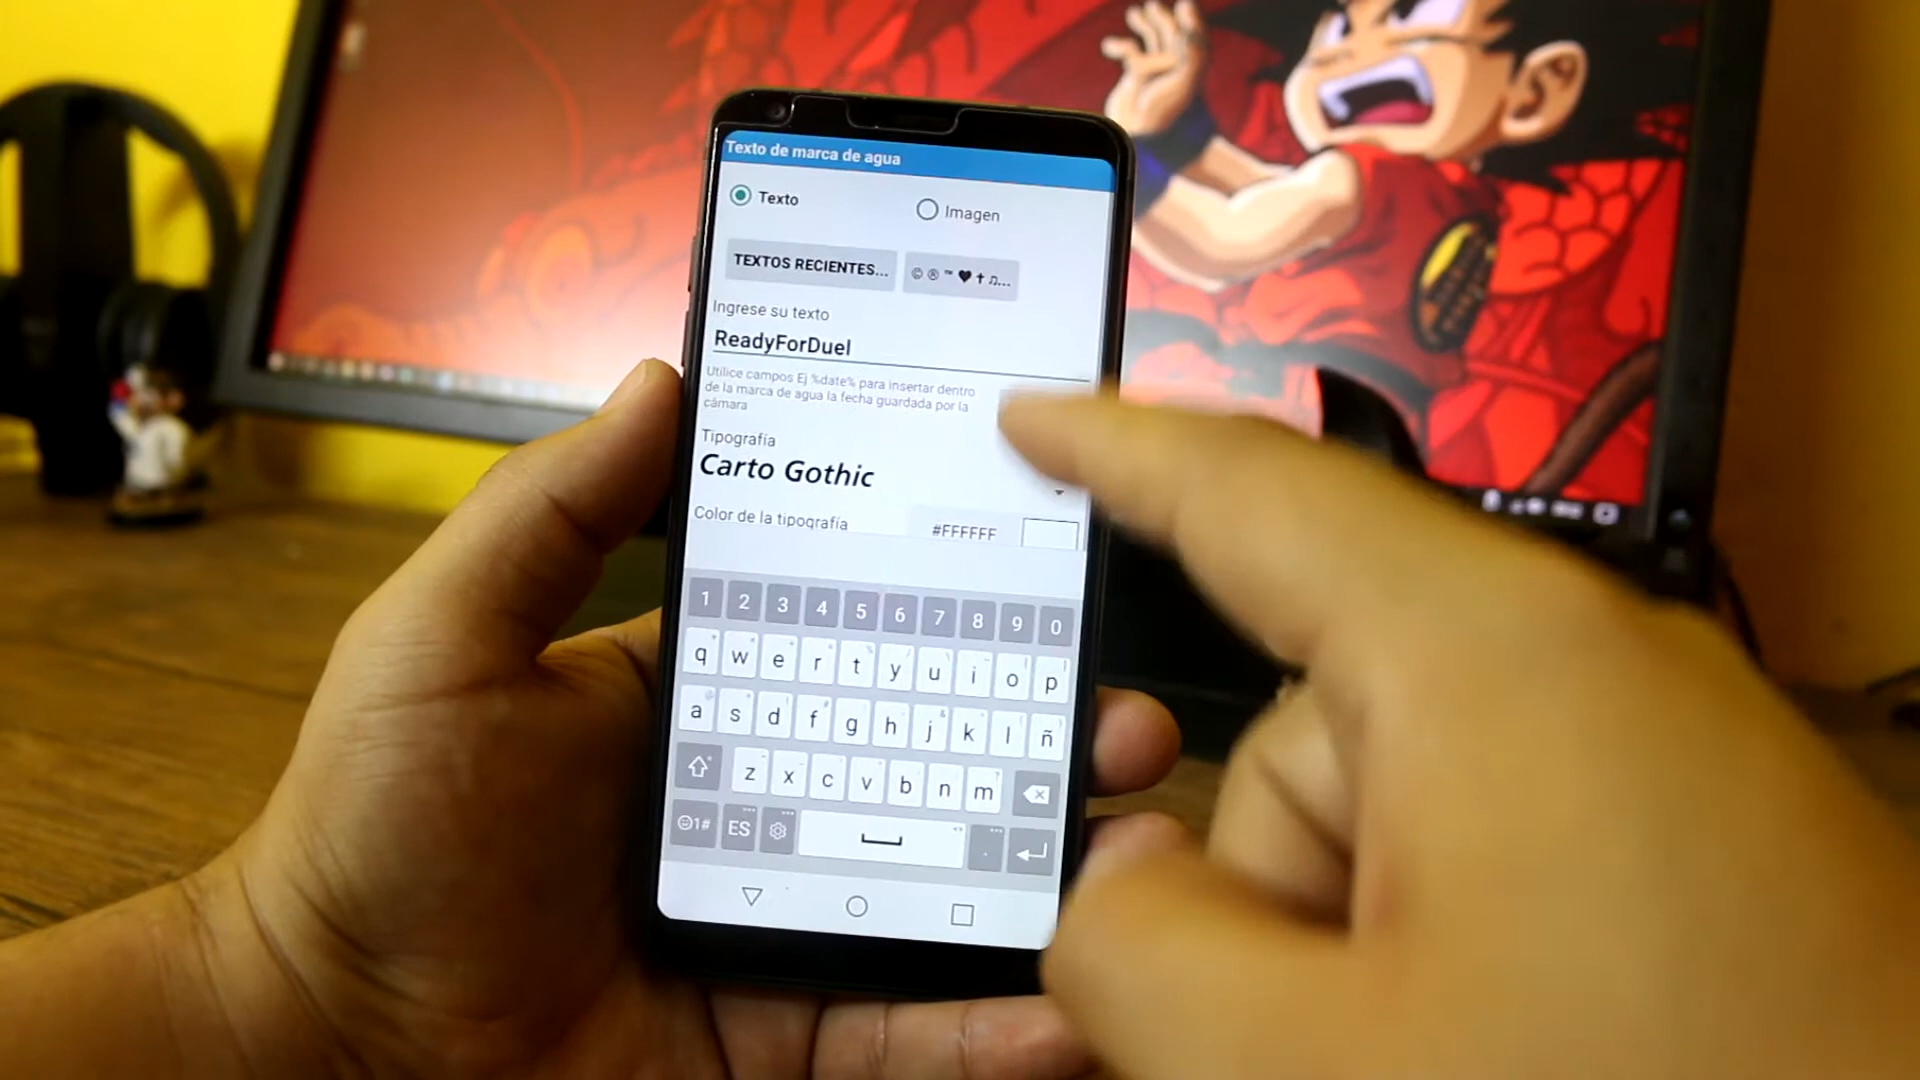 Texto de marca de agua
Texto
Imagen
TEXTOS RECIENTES...
© ® ™ ♥ ✝ ♫...
Ingrese su texto
ReadyForDuel
Utilice campos Ej %date% para insertar dentro
de la marca de agua la fecha guardada por la
cámara
Tipografía
Carto Gothic
Color de la tipografía
#FFFFFF
1 2 3 4 5 6 7 8 9 0
q w e r t y u i o p
a s d f g h j k l ñ
z x c v b n m
1# ES .